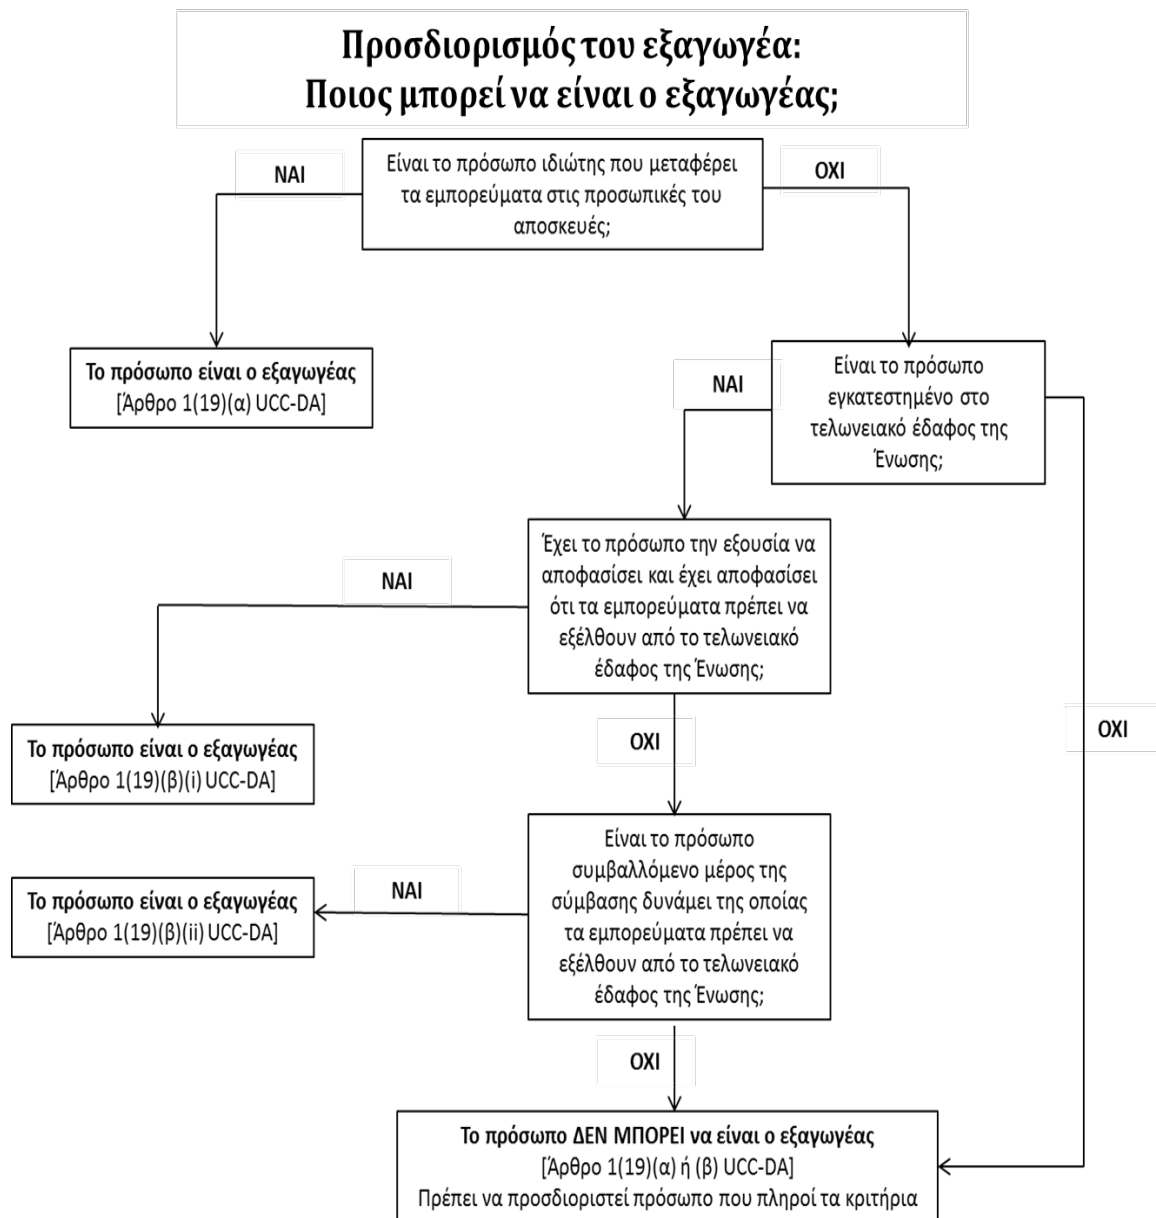 Προσδιορισμός του εξαγωγέα:
Ποιος μπορεί να είναι ο εξαγωγέας;
Είναι το πρόσωπο ιδιώτης που μεταφέρει
τα εμπορεύματα στις προσωπικές του
αποσκευές;
ΝΑΙ
ΟΧΙ
Το πρόσωπο είναι ο εξαγωγέας
[Άρθρο 1(19)(α) UCC-DA]
Είναι το πρόσωπο
εγκατεστημένο στο
τελωνειακό έδαφος της
Ένωσης;
ΝΑΙ
ΟΧΙ
Έχει το πρόσωπο την εξουσία να
αποφασίσει και έχει αποφασίσει
ότι τα εμπορεύματα πρέπει να
εξέλθουν από το τελωνειακό
έδαφος της Ένωσης;
ΝΑΙ
Το πρόσωπο είναι ο εξαγωγέας
[Άρθρο 1(19)(β)(i) UCC-DA]
ΟΧΙ
Είναι το πρόσωπο
συμβαλλόμενο μέρος της
σύμβασης δυνάμει της οποίας
τα εμπορεύματα πρέπει να
εξέλθουν από το τελωνειακό
έδαφος της Ένωσης;
ΝΑΙ
Το πρόσωπο είναι ο εξαγωγέας
[Άρθρο 1(19)(β)(ii) UCC-DA]
ΟΧΙ
Το πρόσωπο ΔΕΝ ΜΠΟΡΕΙ να είναι ο εξαγωγέας
[Άρθρο 1(19)(α) ή (β) UCC-DA]
Πρέπει να προσδιοριστεί πρόσωπο που πληροί τα κριτήρια